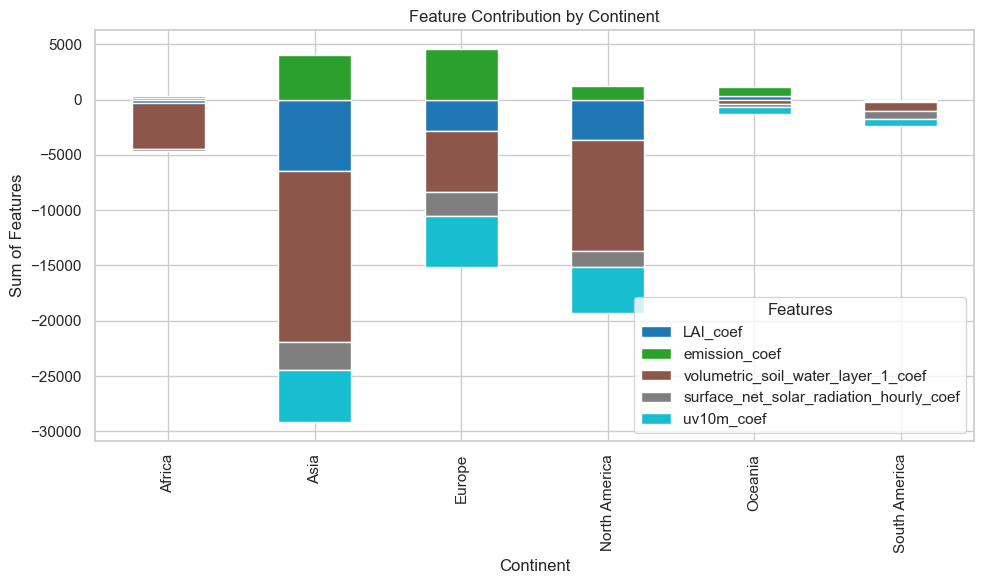 Feature Contribution by Continent
Sum of Features
5000
0
−5000
−10000
−15000
−20000
−25000
−30000
Features
LAI_coef
emission_coef
volumetric_soil_water_layer_1_coef
surface_net_solar_radiation_hourly_coef
uv10m_coef
Africa
Asia
Europe
North America
Oceania
South America
Continent